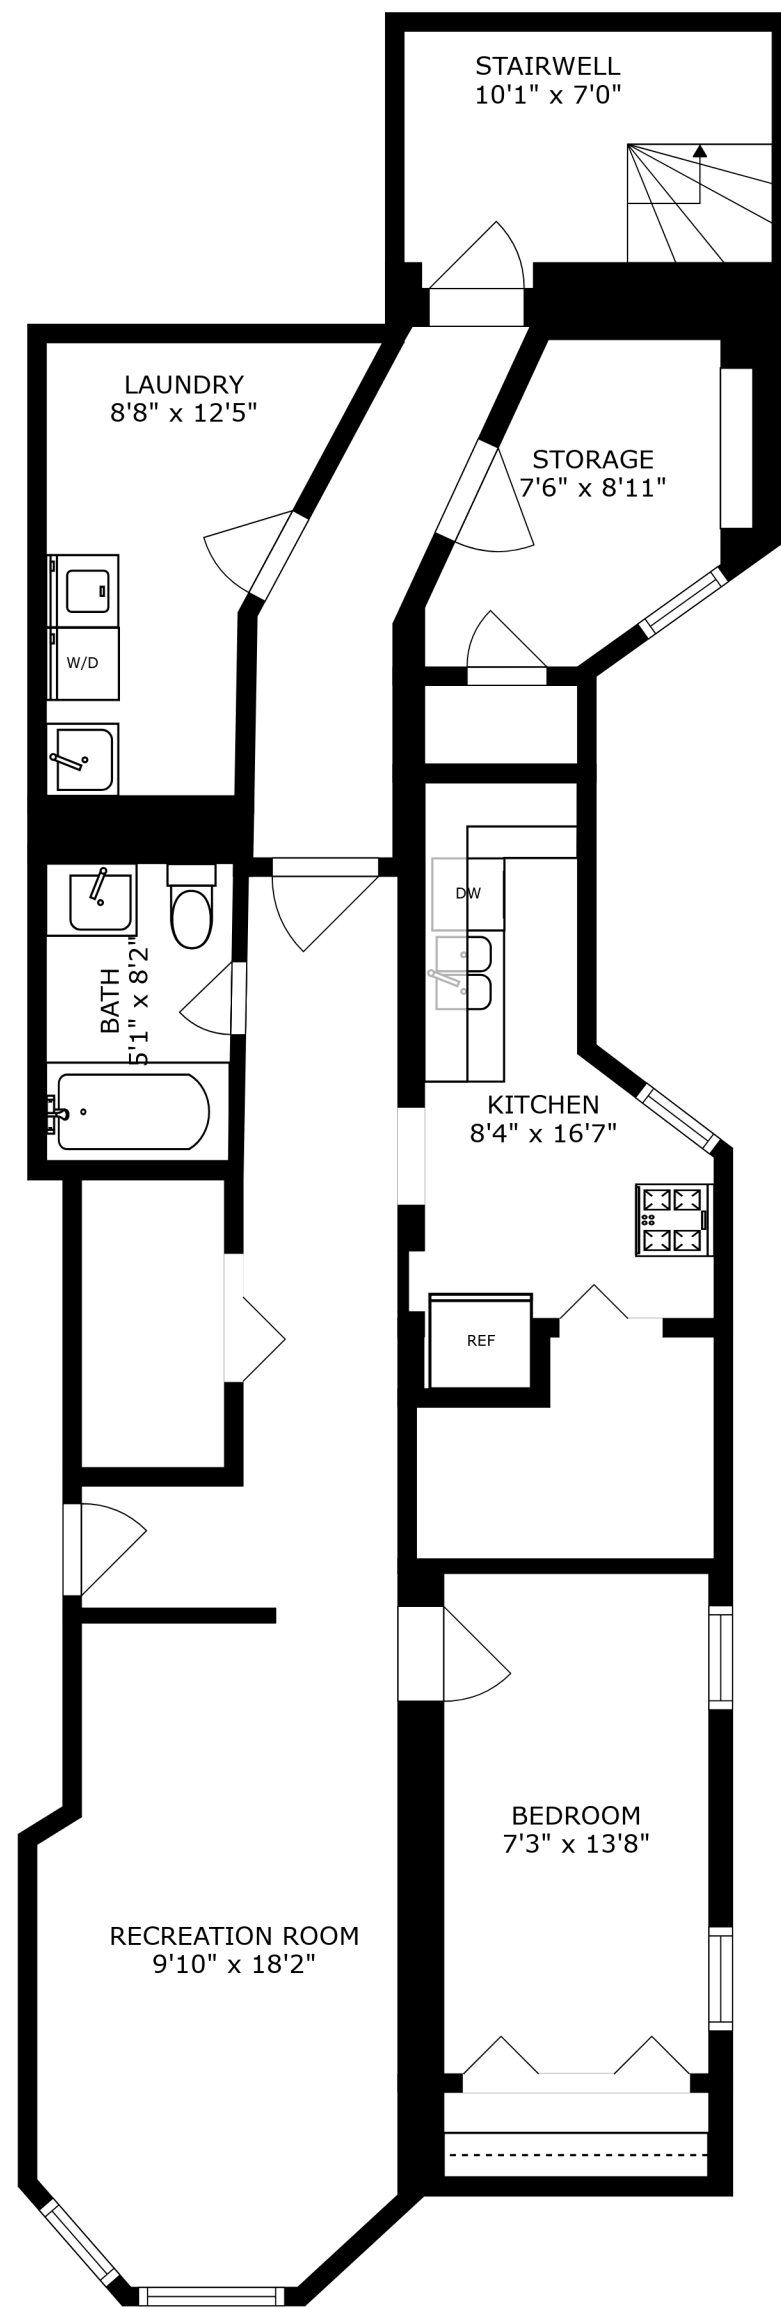 STAIRWELL
10'1" x 7'0"
LAUNDRY
8'8" x 12'5"
STORAGE
7'6" x 8'11"
W/D
DW
BATH
5'1" x 8'2"
KITCHEN
8'4" x 16'7"
REF
BEDROOM
7'3" x 13'8"
RECREATION ROOM
9'10" x 18'2"